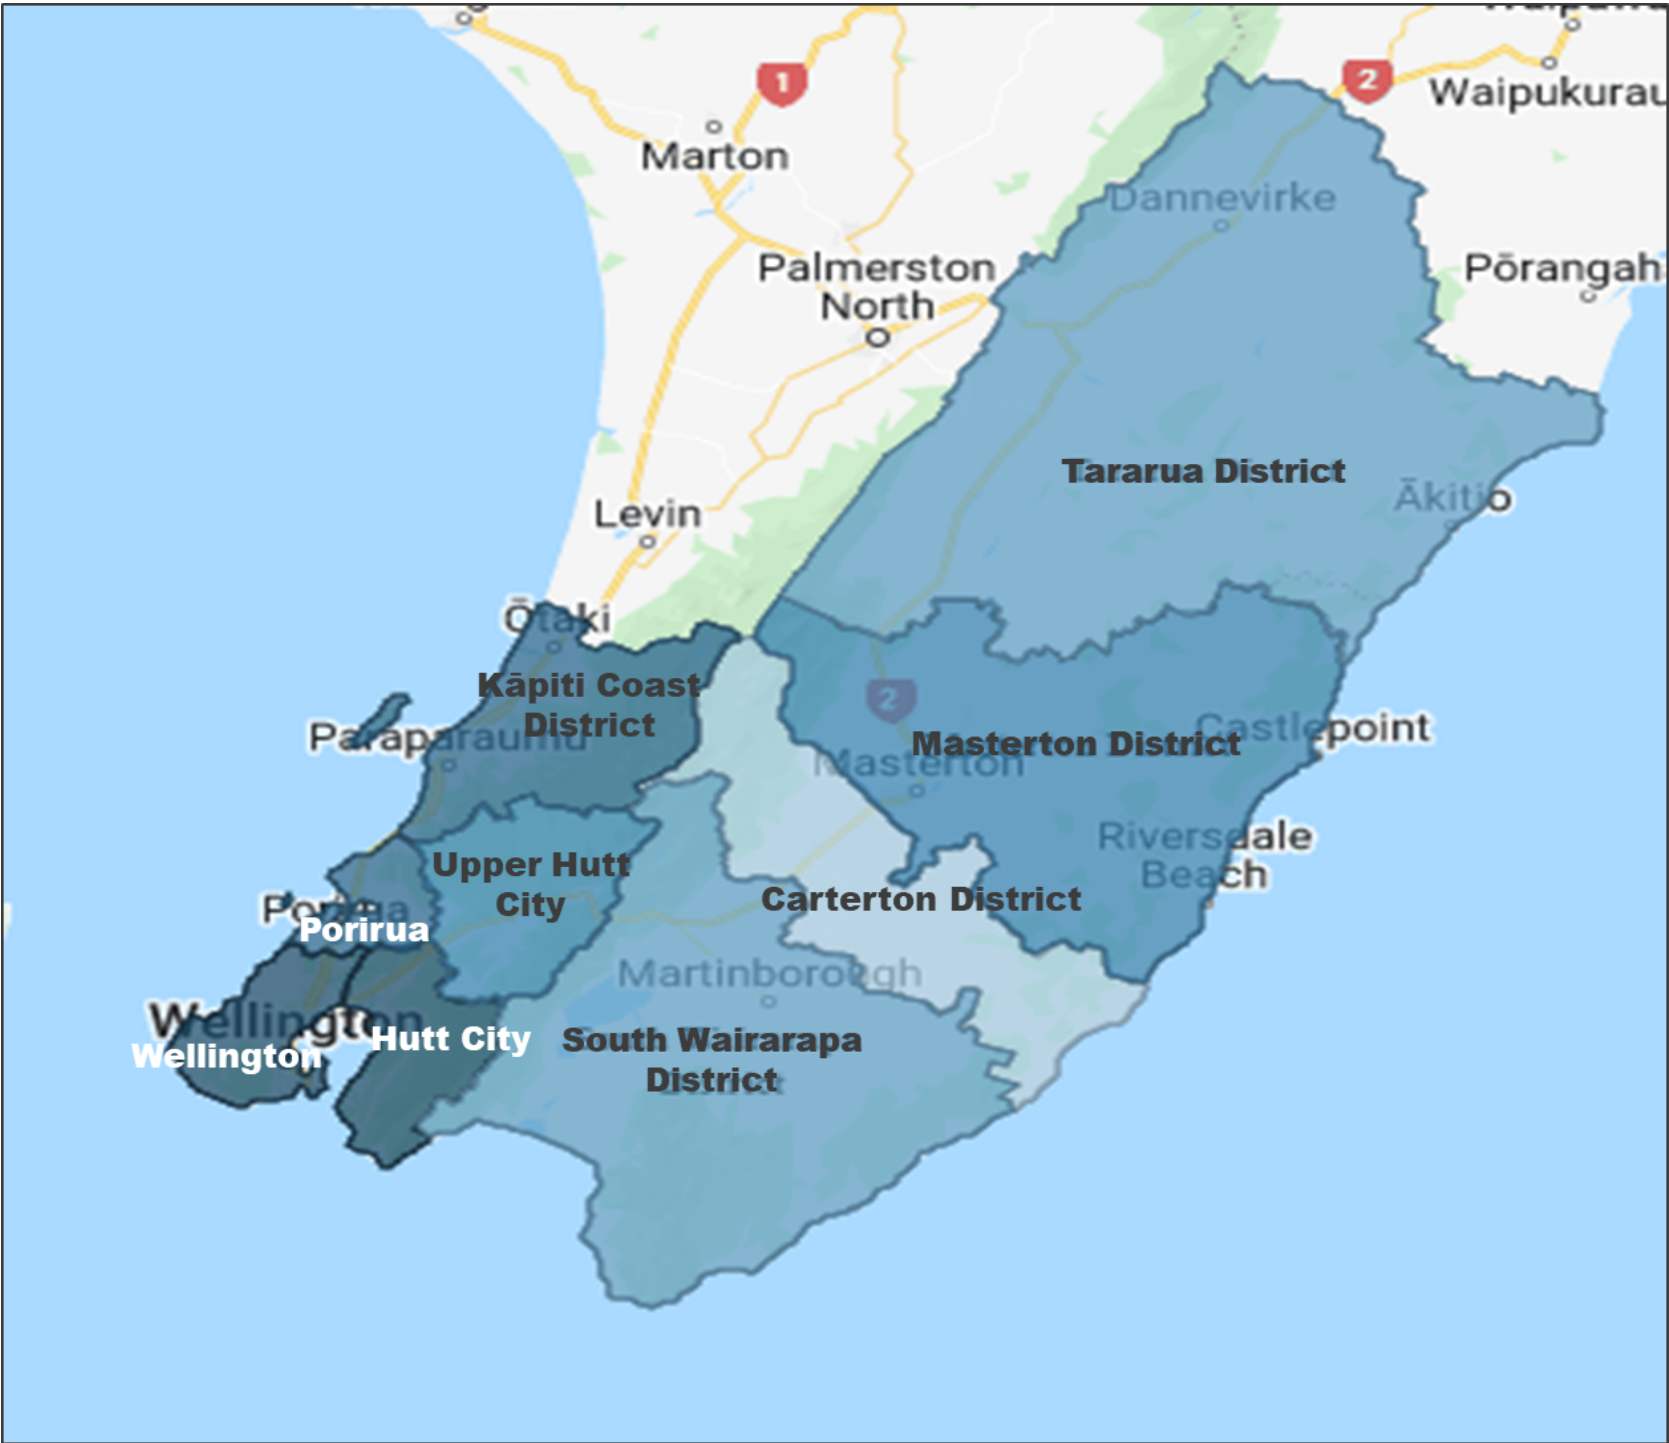 1
2
Waipukurau
Marton
Dannevirke
Palmerston
North
Pōrangah
Tararua District
Ākitio
Levin
Ōtaki
Kāpiti Coast
District
2
Paraparaumu
Castlepoint
Masterton District
Masterton
Riversdale
Beach
Upper Hutt
City
Carterton District
Porirua
Porirua
Martinborough
Wellington
Hutt City
South Wairarapa
District
Wellington